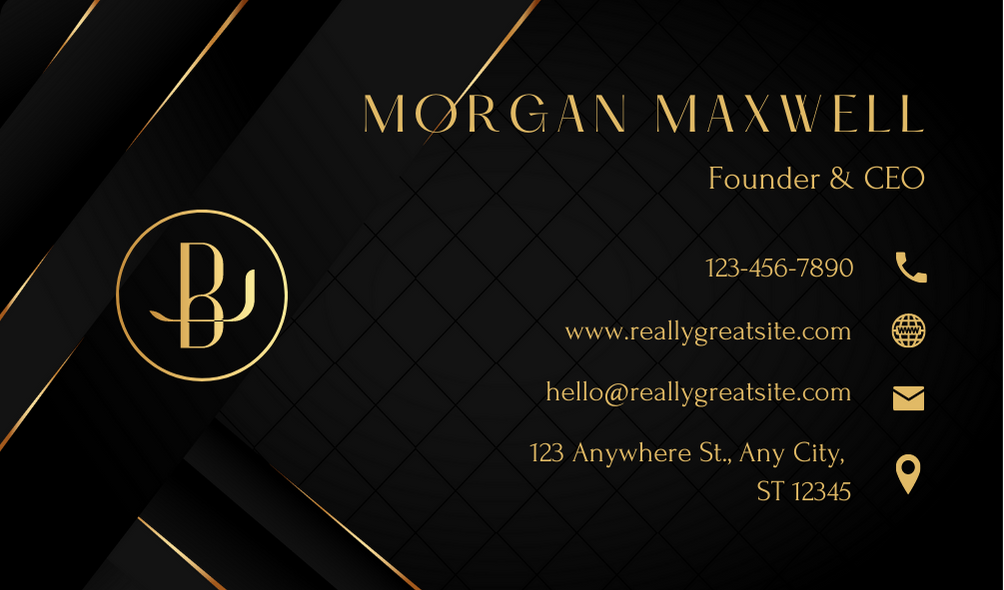 MORGAN MAXWELL
Founder & CEO
123-456-7890
www.reallygreatsite.com
hello@reallygreatsite.com
123 Anywhere St., Any City,
ST 12345